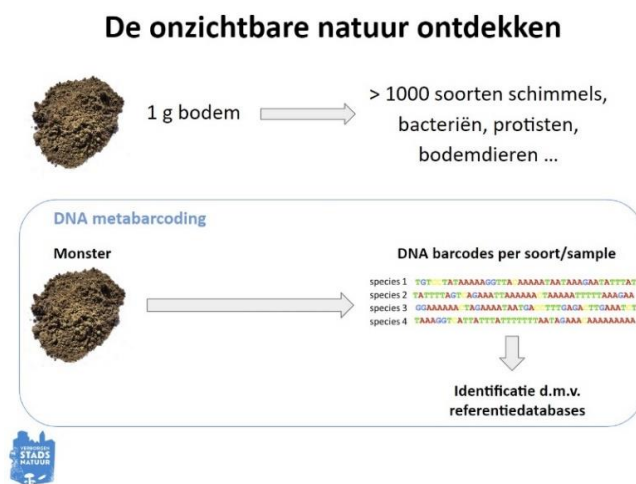 De onzichtbare natuur ontdekken
1 g bodem
> 1000 soorten schimmels,
bacteriën, protisten,
bodemdieren ...
DNA metabarcoding
Monster
DNA barcodes per soort/sample
species 1
species 2
species 3
species 4
Identificatie d.m.v.
referentiedatabases
VERBORGEN
STADS
NATUUR